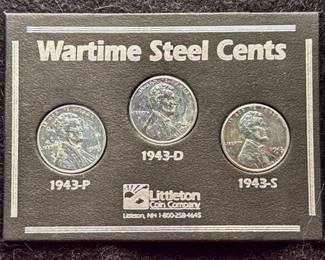 Wartime Steel Cents
1943-D
1943-P
1943-S
Littleton
Coin Company
Littleton, NH 1-800-258-4645